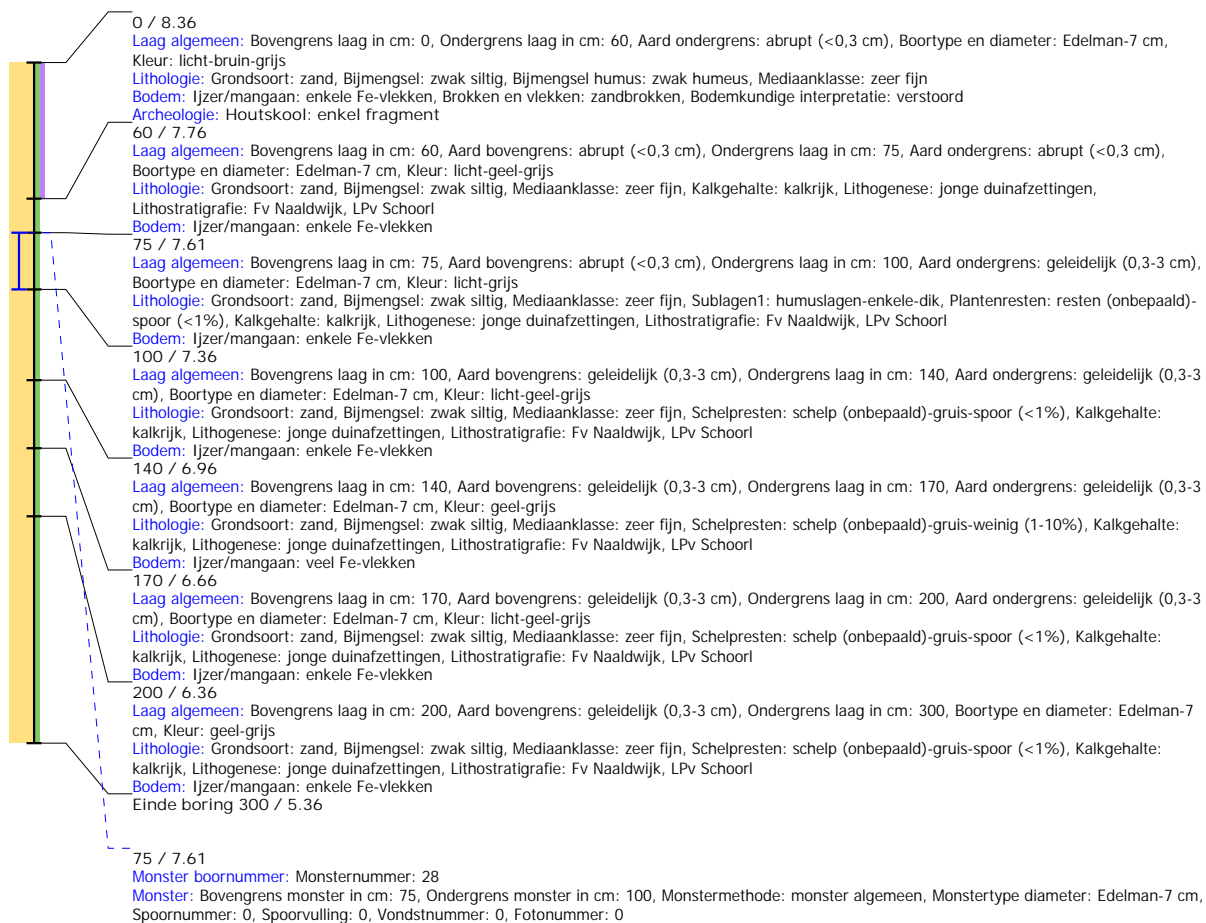 0 / 8.36
Laag algemeen: Bovengrens laag in cm: 0, Ondergrens laag in cm: 60, Aard ondergrens: abrupt (<0,3 cm), Boortype en diameter: Edelman-7 cm,
Kleur: licht-bruin-grijs
Lithologie: Grondsoort: zand, Bijmengsel: zwak siltig, Bijmengsel humus: zwak humeus, Mediaanklasse: zeer fijn
Bodem: Ijzer/mangaan: enkele Fe-vlekken, Brokken en vlekken: zandbrokken, Bodemkundige interpretatie: verstoord
Archeologie: Houtskool: enkel fragment
60 / 7.76
Laag algemeen: Bovengrens laag in cm: 60, Aard bovengrens: abrupt (<0,3 cm), Ondergrens laag in cm: 75, Aard ondergrens: abrupt (<0,3 cm),
Boortype en diameter: Edelman-7 cm, Kleur: licht-geel-grijs
Lithologie: Grondsoort: zand, Bijmengsel: zwak siltig, Mediaanklasse: zeer fijn, Kalkgehalte: kalkrijk, Lithogenese: jonge duinafzettingen,
Lithostratigrafie: Fv Naaldwijk, LPv Schoorl
Bodem: Ijzer/mangaan: enkele Fe-vlekken
75 / 7.61
Laag algemeen: Bovengrens laag in cm: 75, Aard bovengrens: abrupt (<0,3 cm), Ondergrens laag in cm: 100, Aard ondergrens: geleidelijk (0,3-3 cm),
Boortype en diameter: Edelman-7 cm, Kleur: licht-grijs
Lithologie: Grondsoort: zand, Bijmengsel: zwak siltig, Mediaanklasse: zeer fijn, Sublagen1: humuslagen-enkele-dik, Plantenresten: resten (onbepaald)-
spoor (<1%), Kalkgehalte: kalkrijk, Lithogenese: jonge duinafzettingen, Lithostratigrafie: Fv Naaldwijk, LPv Schoorl
Bodem: Ijzer/mangaan: enkele Fe-vlekken
100 / 7.36
Laag algemeen: Bovengrens laag in cm: 100, Aard bovengrens: geleidelijk (0,3-3 cm), Ondergrens laag in cm: 140, Aard ondergrens: geleidelijk (0,3-3
cm), Boortype en diameter: Edelman-7 cm, Kleur: licht-geel-grijs
Lithologie: Grondsoort: zand, Bijmengsel: zwak siltig, Mediaanklasse: zeer fijn, Schelpresten: schelp (onbepaald)-gruis-spoor (<1%), Kalkgehalte:
kalkrijk, Lithogenese: jonge duinafzettingen, Lithostratigrafie: Fv Naaldwijk, LPv Schoorl
Bodem: Ijzer/mangaan: enkele Fe-vlekken
140 / 6.96
Laag algemeen: Bovengrens laag in cm: 140, Aard bovengrens: geleidelijk (0,3-3 cm), Ondergrens laag in cm: 170, Aard ondergrens: geleidelijk (0,3-3
cm), Boortype en diameter: Edelman-7 cm, Kleur: geel-grijs
Lithologie: Grondsoort: zand, Bijmengsel: zwak siltig, Mediaanklasse: zeer fijn, Schelpresten: schelp (onbepaald)-gruis-weinig (1-10%), Kalkgehalte:
kalkrijk, Lithogenese: jonge duinafzettingen, Lithostratigrafie: Fv Naaldwijk, LPv Schoorl
Bodem: Ijzer/mangaan: veel Fe-vlekken
170 / 6.66
Laag algemeen: Bovengrens laag in cm: 170, Aard bovengrens: geleidelijk (0,3-3 cm), Ondergrens laag in cm: 200, Aard ondergrens: geleidelijk (0,3-3
cm), Boortype en diameter: Edelman-7 cm, Kleur: licht-geel-grijs
Lithologie: Grondsoort: zand, Bijmengsel: zwak siltig, Mediaanklasse: zeer fijn, Schelpresten: schelp (onbepaald)-gruis-spoor (<1%), Kalkgehalte:
kalkrijk, Lithogenese: jonge duinafzettingen, Lithostratigrafie: Fv Naaldwijk, LPv Schoorl
Bodem: Ijzer/mangaan: enkele Fe-vlekken
200 / 6.36
Laag algemeen: Bovengrens laag in cm: 200, Aard bovengrens: geleidelijk (0,3-3 cm), Ondergrens laag in cm: 300, Boortype en diameter: Edelman-7
cm, Kleur: geel-grijs
Lithologie: Grondsoort: zand, Bijmengsel: zwak siltig, Mediaanklasse: zeer fijn, Schelpresten: schelp (onbepaald)-gruis-spoor (<1%), Kalkgehalte:
kalkrijk, Lithogenese: jonge duinafzettingen, Lithostratigrafie: Fv Naaldwijk, LPv Schoorl
Bodem: Ijzer/mangaan: enkele Fe-vlekken
Einde boring 300 / 5.36
75 / 7.61
Monster boornummer: Monsternummer: 28
Monster: Bovengrens monster in cm: 75, Ondergrens monster in cm: 100, Monstermethode: monster algemeen, Monstertype diameter: Edelman-7 cm,
Spoornummer: 0, Spoorvulling: 0, Vondstnummer: 0, Fotonummer: 0